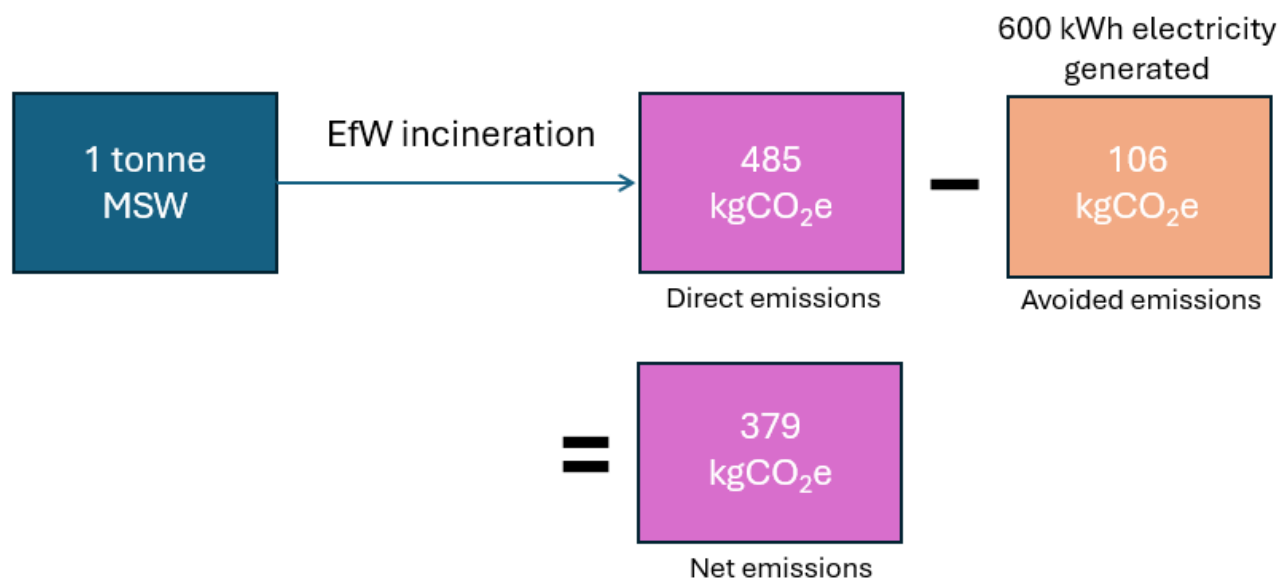 600 kWh electricity
generated
1 tonne
MSW
EfW incineration
485
kgCO₂e
−
106
kgCO₂e
Direct emissions
Avoided emissions
=
379
kgCO₂e
Net emissions